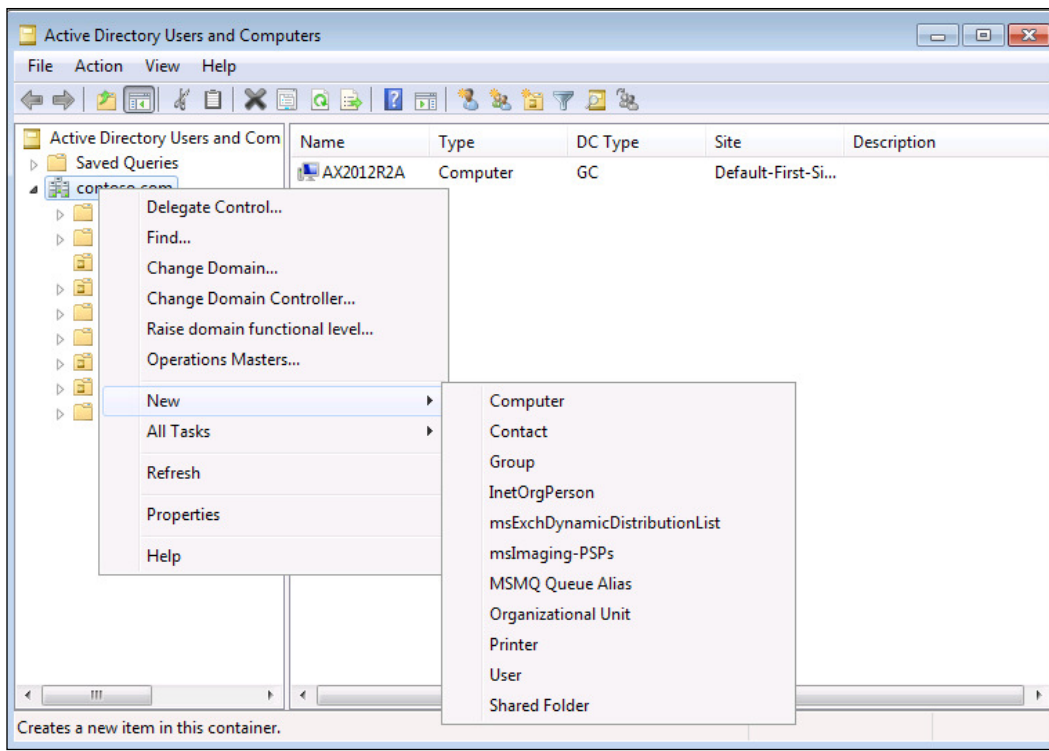 Active Directory Users and Computers
File Action View Help
Active Directory Users and Com
Name Type DC Type Site Description
Saved Queries
AX2012R2A Computer GC Default-First-Si...
contoso.com
Delegate Control...
Find...
Change Domain...
Change Domain Controller...
Raise domain functional level...
Operations Masters...
New
All Tasks
Refresh
Properties
Help
Computer
Contact
Group
InetOrgPerson
msExchDynamicDistributionList
msImaging-PSPs
MSMQ Queue Alias
Organizational Unit
Printer
User
Shared Folder
Creates a new item in this container.